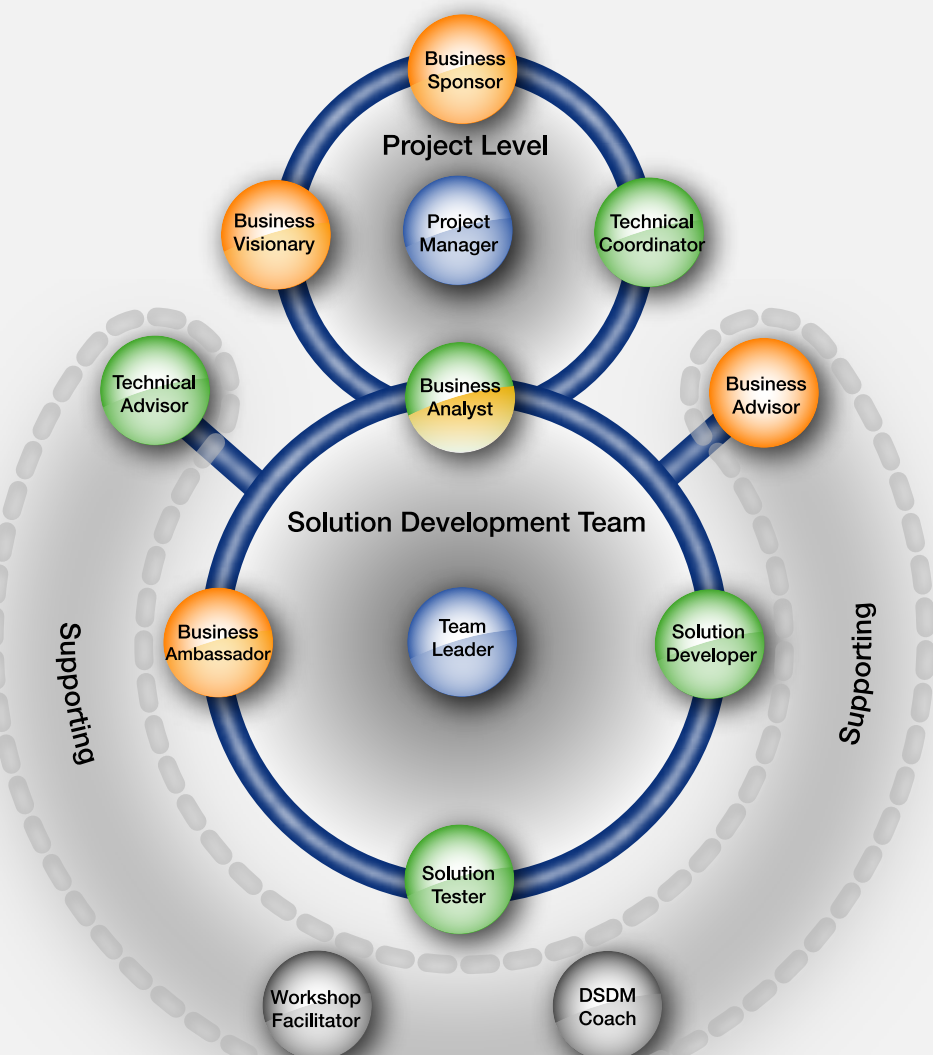 Business
Sponsor
Project Level
Business
Visionary
Project
Manager
Technical
Coordinator
Technical
Advisor
Business
Analyst
Business
Advisor
Solution Development Team
Supporting
Business
Ambassador
Team
Leader
Solution
Developer
Supporting
Solution
Tester
Workshop
Facilitator
DSDM
Coach